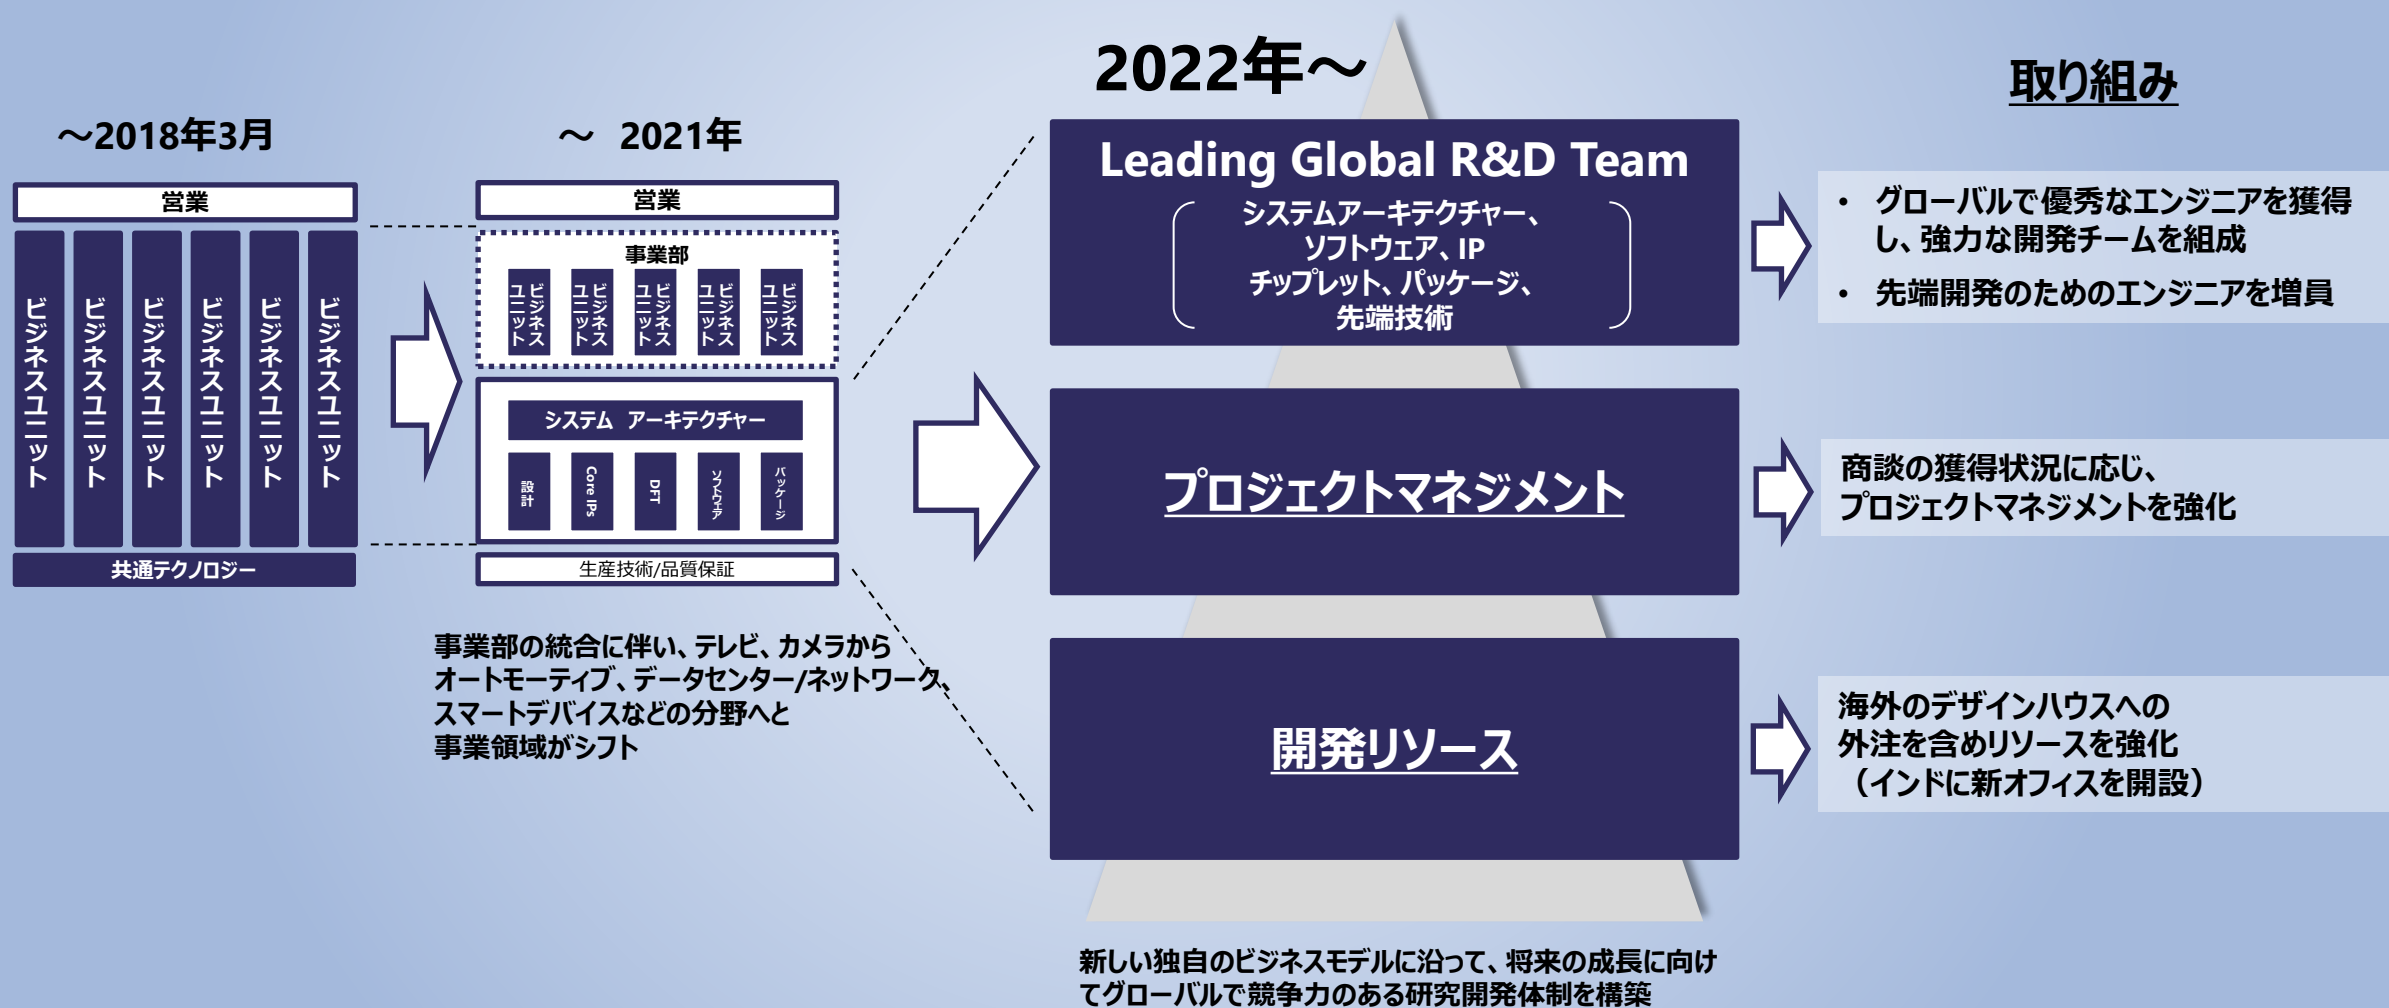 ～2018年3月
営業
ビジネスユニット
ビジネスユニット
ビジネスユニット
ビジネスユニット
ビジネスユニット
ビジネスユニット
共通テクノロジー
～ 2021年
営業
事業部
ビジネス
ユニット
ビジネス
ユニット
ビジネス
ユニット
ビジネス
ユニット
ビジネス
ユニット
システム アーキテクチャー
設計
Core IPs
DFT
ソフトウェア
パッケージ
生産技術/品質保証
事業部の統合に伴い、テレビ、カメラから
オートモーティブ、データセンター/ネットワーク、
スマートデバイスなどの分野へと
事業領域がシフト
2022年～
Leading Global R&D Team
システムアーキテクチャー、
ソフトウェア、IP
チップレット、パッケージ、
先端技術
プロジェクトマネジメント
開発リソース
新しい独自のビジネスモデルに沿って、将来の成長に向け
てグローバルで競争力のある研究開発体制を構築
取り組み
• グローバルで優秀なエンジニアを獲得
し、強力な開発チームを組成
• 先端開発のためのエンジニアを増員
商談の獲得状況に応じ、
プロジェクトマネジメントを強化
海外のデザインハウスへの
外注を含めリソースを強化
（インドに新オフィスを開設）